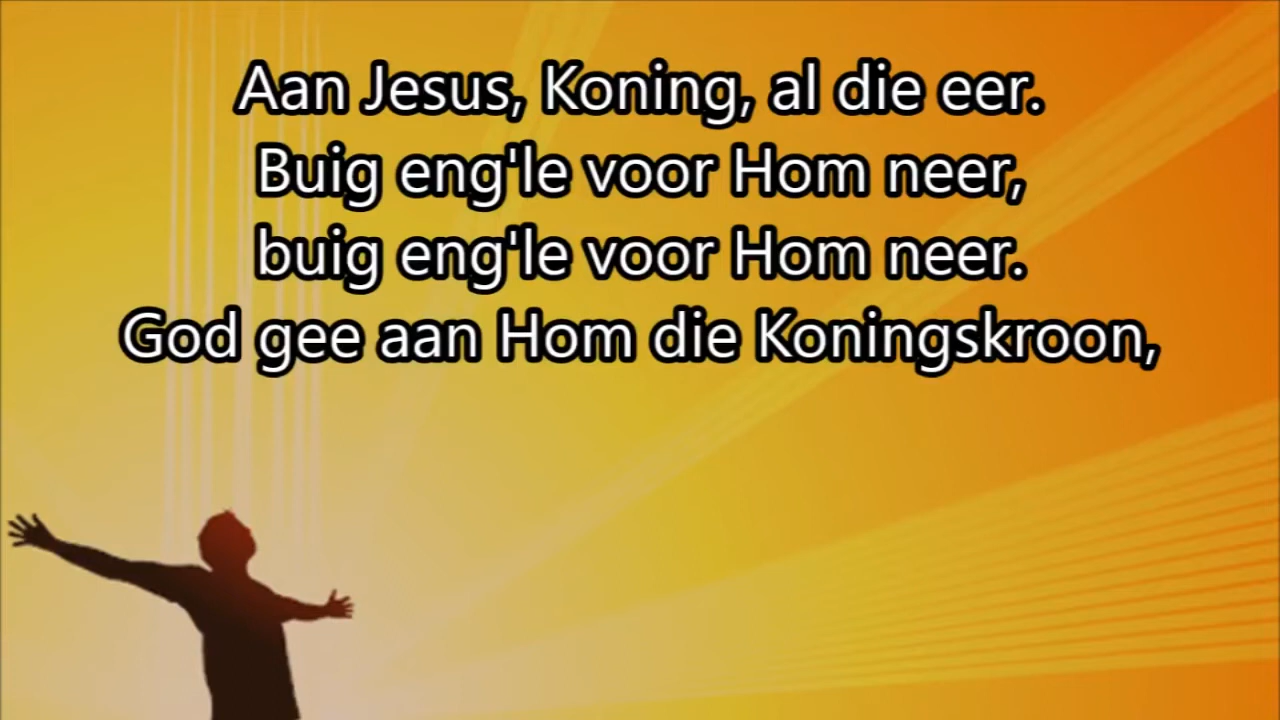 Aan Jesus, Koning, al die eer.
Buig eng'le voor Hom neer,
buig eng'le voor Hom neer.
God gee aan Hom die Koningskroon,